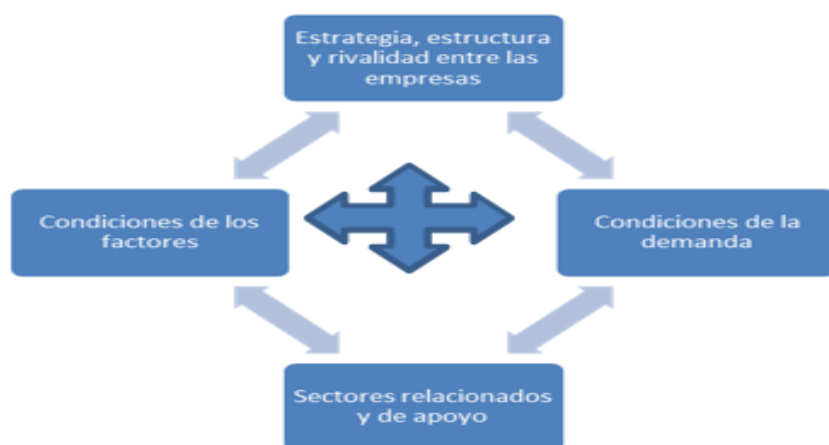 Estrategia, estructura
y rivalidad entre las
empresas
Condiciones de los
factores
Condiciones de la
demanda
Sectores relacionados
y de apoyo